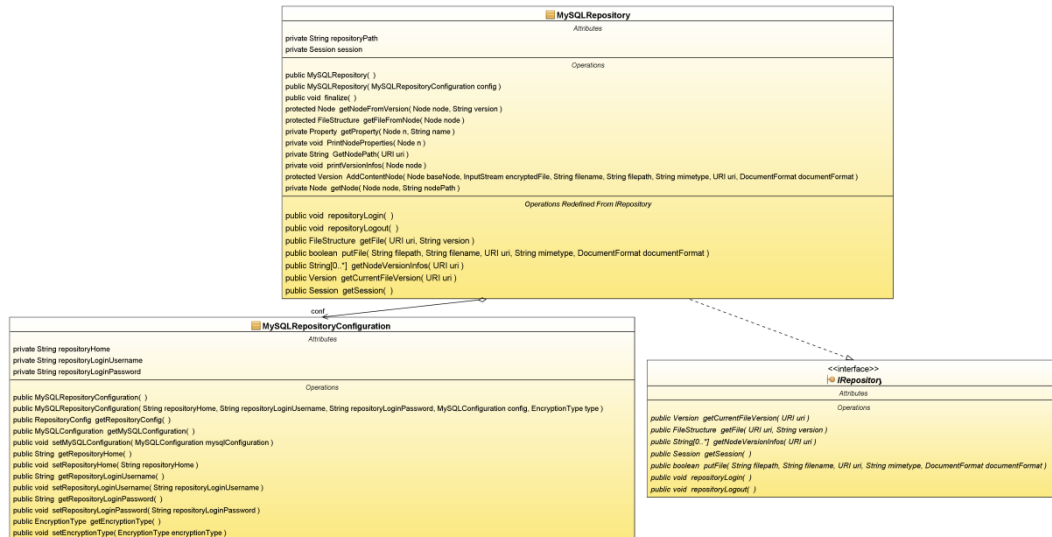 MySQLRepository
Attributes
private String repositoryPath
private Session session
Operations
public MySQLRepository( )
public MySQLRepository( MySQLRepositoryConfiguration config )
public void finalize( )
protected Node getNodeFromVersion( Node node, String version )
protected FileStructure getFileFromNode( Node node )
private Property getProperty( Node n, String name )
private void PrintNodeProperties( Node n )
private String GetNodePath( URI uri )
private void printVersionInfos( Node node )
protected Version AddContentNode( Node baseNode, InputStream encryptedFile, String filename, String filepath, String mimetype, URI uri, DocumentFormat documentFormat )
private Node getNode( Node node, String nodePath )
Operations Redefined From IRepository
public void repositoryLogin( )
public void repositoryLogout( )
public FileStructure getFile( URI uri, String version )
public boolean putFile( String filepath, String filename, URI uri, String mimetype, DocumentFormat documentFormat )
public String[0..*] getNodeVersionInfos( URI uri )
public Version getCurrentFileVersion( URI uri )
public Session getSession( )
conf
MySQLRepositoryConfiguration
Attributes
private String repositoryHome
private String repositoryLoginUsername
private String repositoryLoginPassword
Operations
public MySQLRepositoryConfiguration( )
public MySQLRepositoryConfiguration( String repositoryHome, String repositoryLoginUsername, String repositoryLoginPassword, MySQLConfiguration config, EncryptionType type )
public RepositoryConfig getRepositoryConfig( )
public MySQLConfiguration getMySQLConfiguration( )
public void setMySQLConfiguration( MySQLConfiguration mysqlConfiguration )
public String getRepositoryHome( )
public void setRepositoryHome( String repositoryHome )
public String getRepositoryLoginUsername( )
public void setRepositoryLoginUsername( String repositoryLoginUsername )
public String getRepositoryLoginPassword( )
public void setRepositoryLoginPassword( String repositoryLoginPassword )
public EncryptionType getEncryptionType( )
public void setEncryptionType( EncryptionType encryptionType )
<<interface>>
IRepository
Attributes
Operations
public Version getCurrentFileVersion( URI uri )
public FileStructure getFile( URI uri, String version )
public String[0..*] getNodeVersionInfos( URI uri )
public Session getSession( )
public boolean putFile( String filepath, String filename, URI uri, String mimetype, DocumentFormat documentFormat )
public void repositoryLogin( )
public void repositoryLogout( )